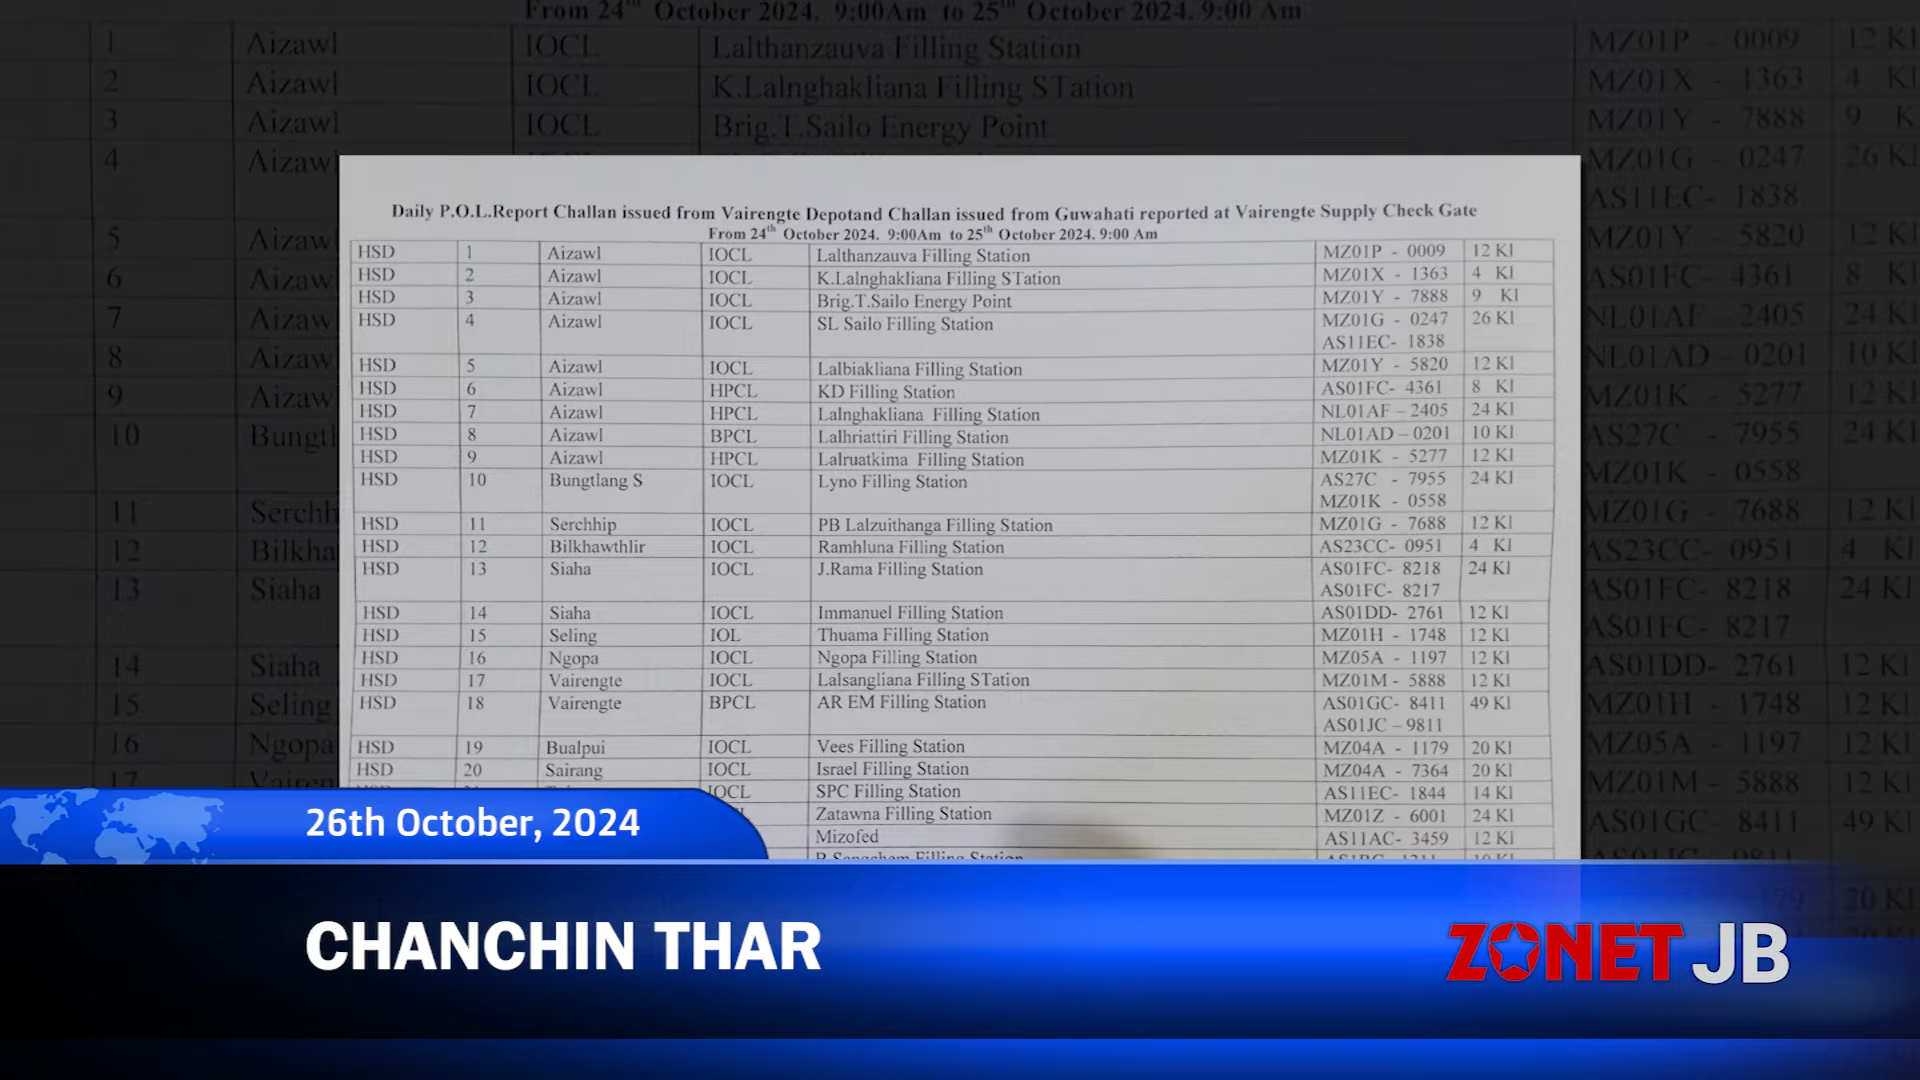 Daily P.O.L.Report Challan issued from Vairengte Depotand Challan issued from Guwahati reported at Vairengte Supply Check Gate
From 24th October 2024. 9:00Am to 25th October 2024. 9:00 Am
HSD 1 Aizawl IOCL Lalthanzauva Filling Station MZ01P - 0009 12 Kl
HSD 2 Aizawl IOCL K.Lalnghakliana Filling STation MZ01X - 1363 4 Kl
HSD 3 Aizawl IOCL Brig.T.Sailo Energy Point MZ01Y - 7888 9 Kl
HSD 4 Aizawl IOCL SL Sailo Filling Station MZ01G - 0247 26 Kl
AS11EC- 1838
HSD 5 Aizawl IOCL Lalbiakliana Filling Station MZ01Y - 5820 12 Kl
HSD 6 Aizawl HPCL KD Filling Station AS01FC- 4361 8 Kl
HSD 7 Aizawl HPCL Lalnghakliana Filling Station NL01AF – 2405 24 Kl
HSD 8 Aizawl BPCL Lalhriattiri Filling Station NL01AD – 0201 10 Kl
HSD 9 Aizawl HPCL Lalruatkima Filling Station MZ01K - 5277 12 Kl
HSD 10 Bungtlang S IOCL Lyno Filling Station AS27C - 7955 24 Kl
MZ01K - 0558
HSD 11 Serchhip IOCL PB Lalzuithanga Filling Station MZ01G - 7688 12 Kl
HSD 12 Bilkhawthlir IOCL Ramhluna Filling Station AS23CC- 0951 4 Kl
HSD 13 Siaha IOCL J.Rama Filling Station AS01FC- 8218 24 Kl
AS01FC- 8217
HSD 14 Siaha IOCL Immanuel Filling Station AS01DD- 2761 12 Kl
HSD 15 Seling IOL Thuama Filling Station MZ01H - 1748 12 Kl
HSD 16 Ngopa IOCL Ngopa Filling Station MZ05A - 1197 12 Kl
HSD 17 Vairengte IOCL Lalsangliana Filling STation MZ01M - 5888 12 Kl
HSD 18 Vairengte BPCL AR EM Filling Station AS01GC- 8411 49 Kl
AS01JC – 9811
HSD 19 Bualpui IOCL Vees Filling Station MZ04A - 1179 20 Kl
HSD 20 Sairang IOCL Israel Filling Station MZ04A - 7364 20 Kl
IOCL SPC Filling Station AS11EC- 1844 14 Kl
Zatawna Filling Station MZ01Z - 6001 24 Kl
Mizofed AS11AC- 3459 12 Kl
26th October, 2024
CHANCHIN THAR
ZONET JB